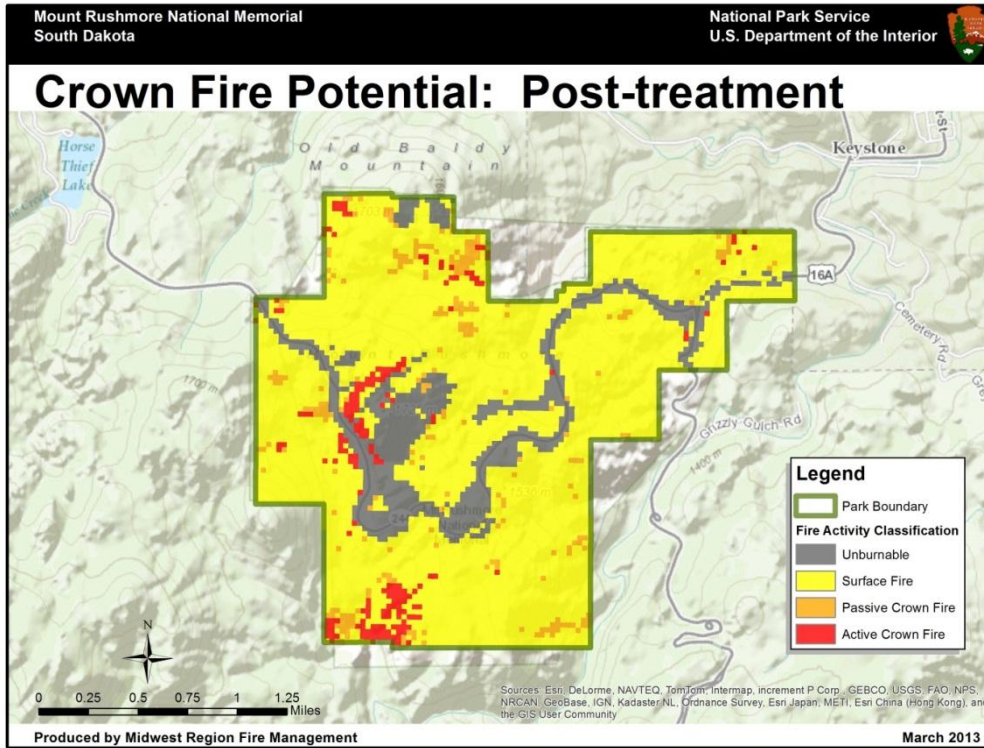 Mount Rushmore National Memorial
South Dakota
National Park Service
U.S. Department of the Interior
Crown Fire Potential: Post-treatment
Horse
Thief
Lake
Old Baldy
Mountain
Keystone
16A
Cemetery Rd
Grizzly Gulch Rd
1700 m
1400 m
244
Legend
Park Boundary
Fire Activity Classification
Unburnable
Surface Fire
Passive Crown Fire
Active Crown Fire
N
0 0.25 0.5 0.75 1 1.25
Miles
Sources: Esri, DeLorme, NAVTEQ, TomTom, Intermap, increment P Corp., GEBCO, USGS, FAO, NPS,
NRCAN, GeoBase, IGN, Kadaster NL, Ordnance Survey, Esri Japan, METI, Esri China (Hong Kong), and
the GIS User Community
Produced by Midwest Region Fire Management
March 2013